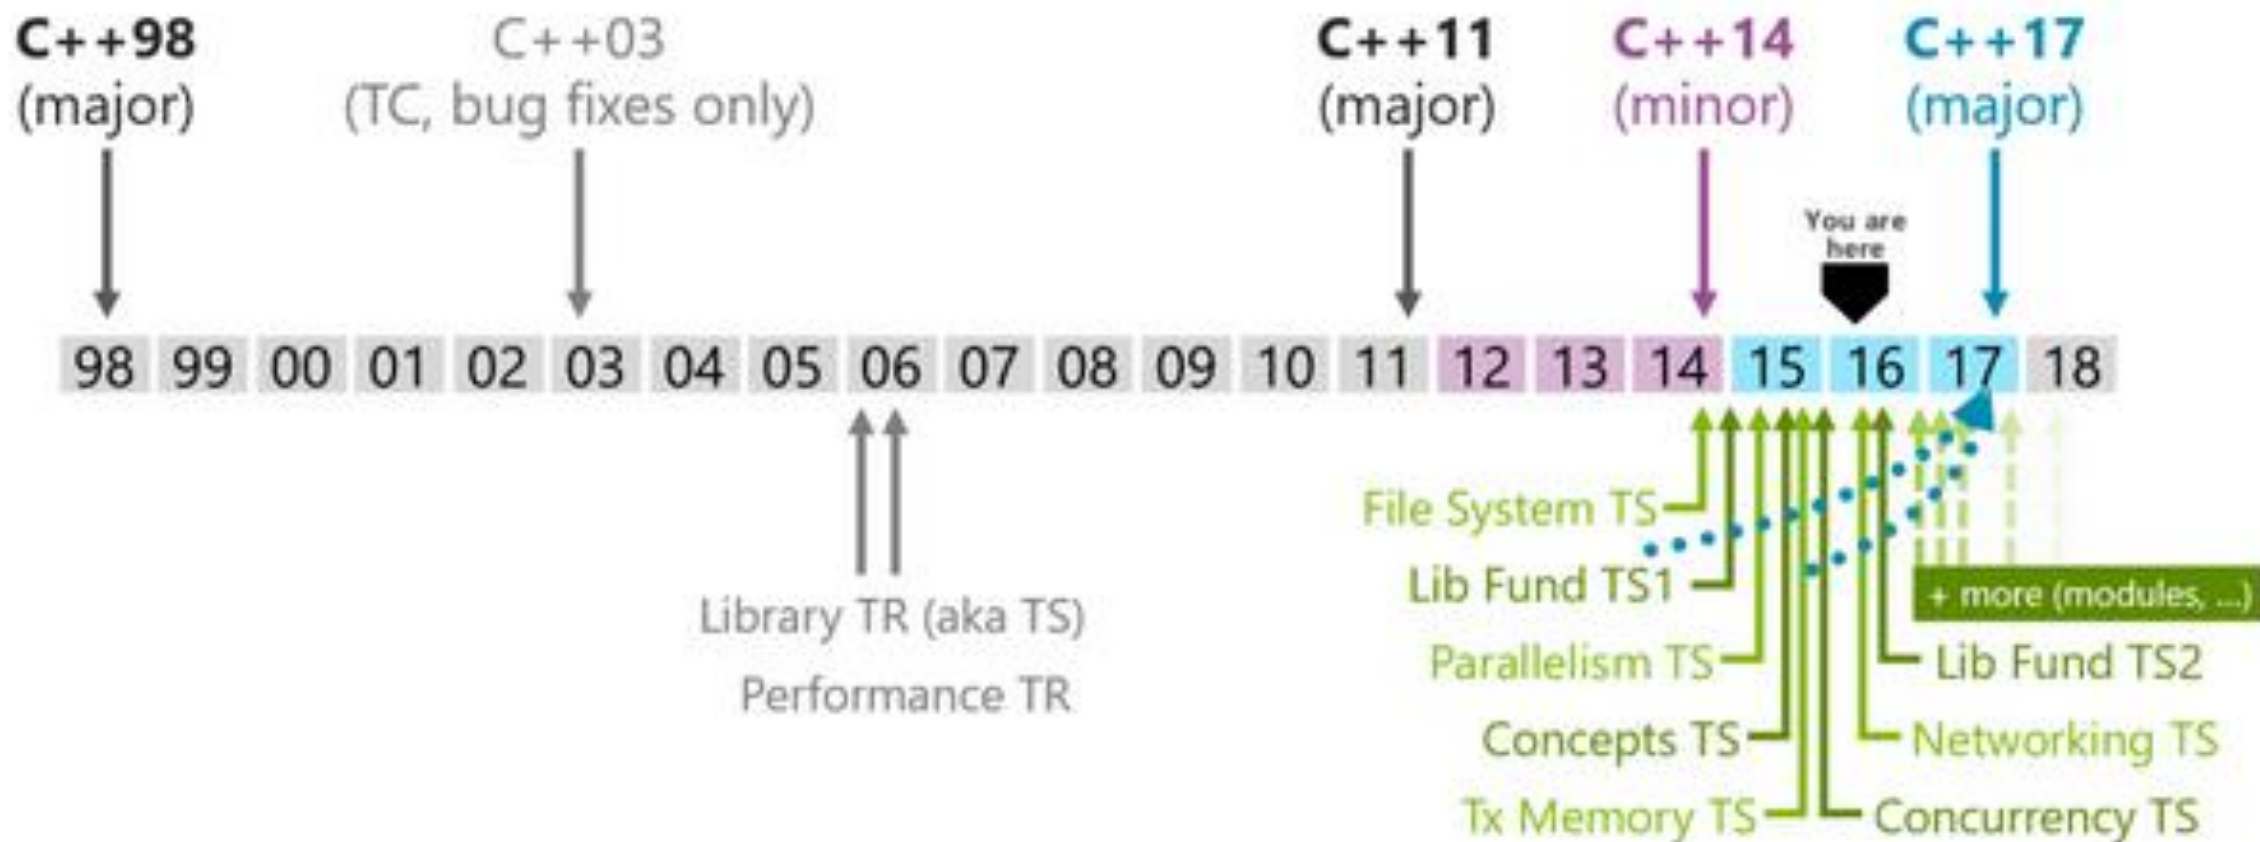 C++98
(major)
C++03
(TC, bug fixes only)
C++11
(major)
C++14
(minor)
C++17
(major)
You are
here
98 99 00 01 02 03 04 05 06 07 08 09 10 11 12 13 14 15 16 17 18
Library TR (aka TS)
Performance TR
File System TS
Lib Fund TS1
Parallelism TS
Concepts TS
Tx Memory TS
+ more (modules, ...)
Lib Fund TS2
Networking TS
Concurrency TS